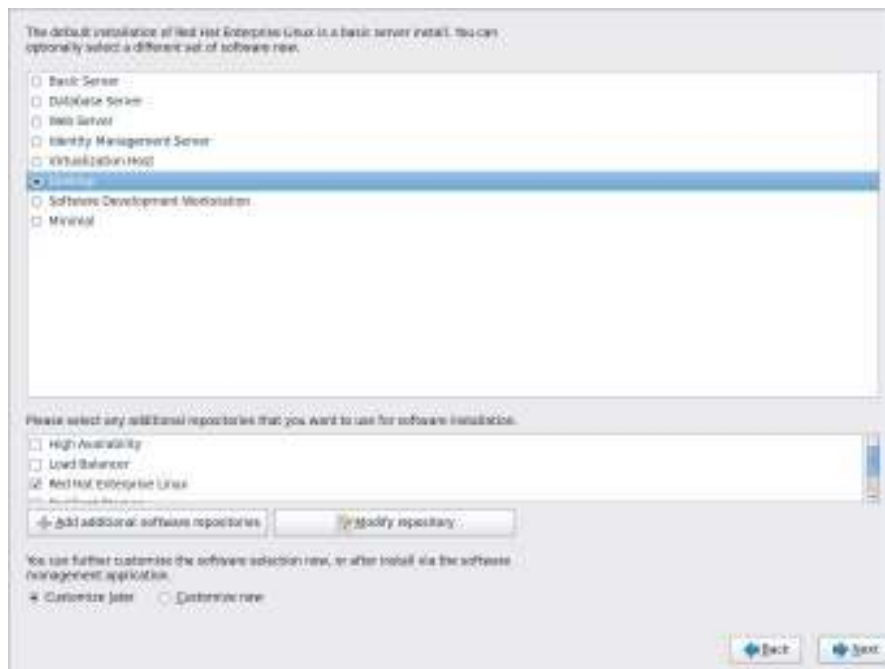 The default installation of Red Hat Enterprise Linux is a basic server install. You can
optionally select a different set of software now.
Basic Server
Database Server
Web Server
Identity Management Server
Virtualization Host
Desktop
Software Development Workstation
Minimal
Please select any additional repositories that you want to use for software installation.
High Availability
Load Balancer
Red Hat Enterprise Linux
Add additional software repositories
Modify repository
You can further customize the software selection now, or after install via the software
management application.
Customize later
Customize now
Back
Next